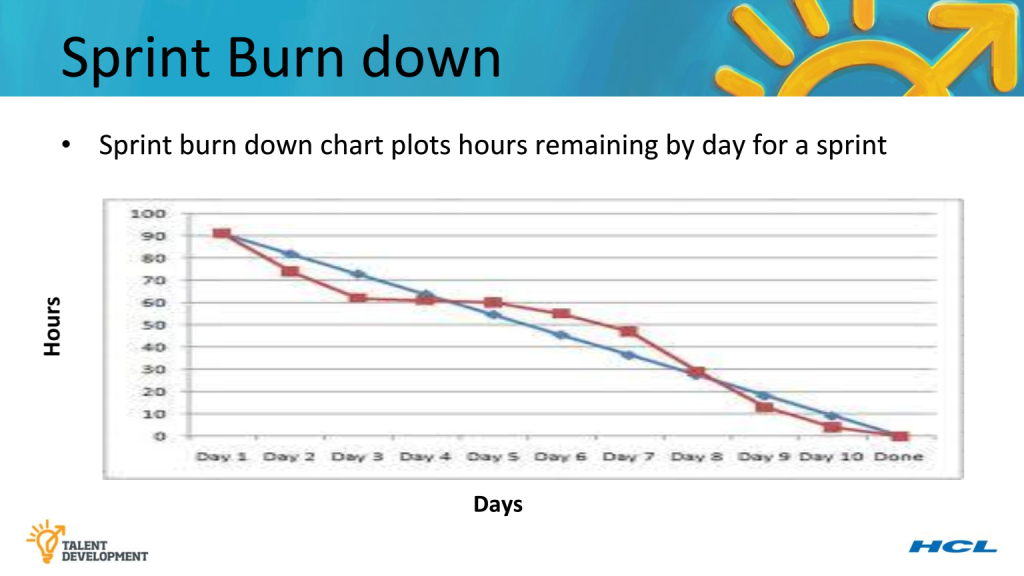 Sprint Burn down
• Sprint burn down chart plots hours remaining by day for a sprint
100
90
80
70
60
50
40
30
20
10
0
Hours
Day 1 Day 2 Day 3 Day 4 Day 5 Day 6 Day 7 Day 8 Day 9 Day 10 Done
Days
TALENT
DEVELOPMENT
HCL